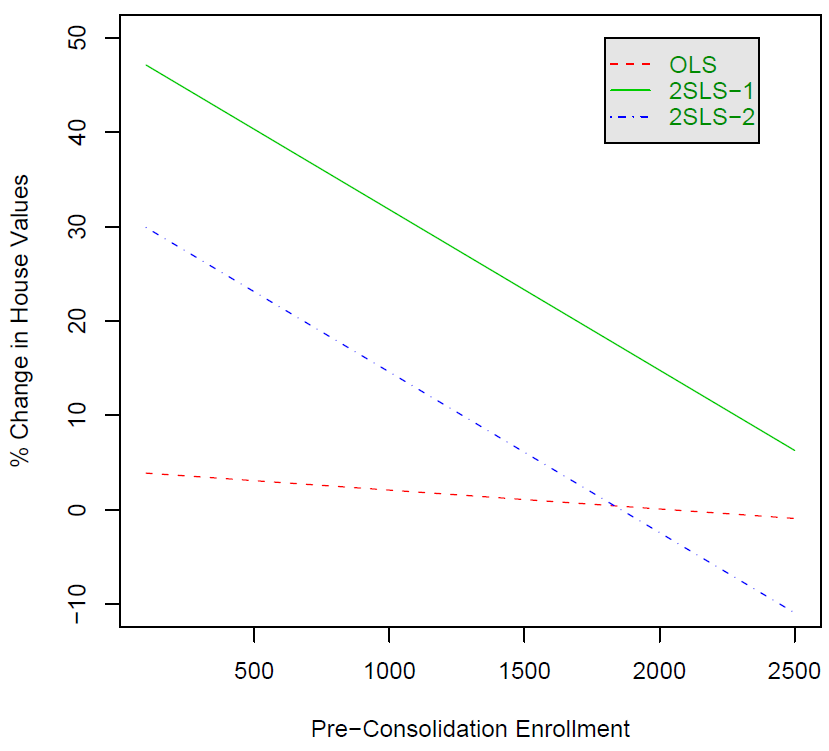 50
40
30
20
10
0
−10
% Change in House Values
OLS
2SLS−1
2SLS−2
500
1000
1500
2000
2500
Pre−Consolidation Enrollment